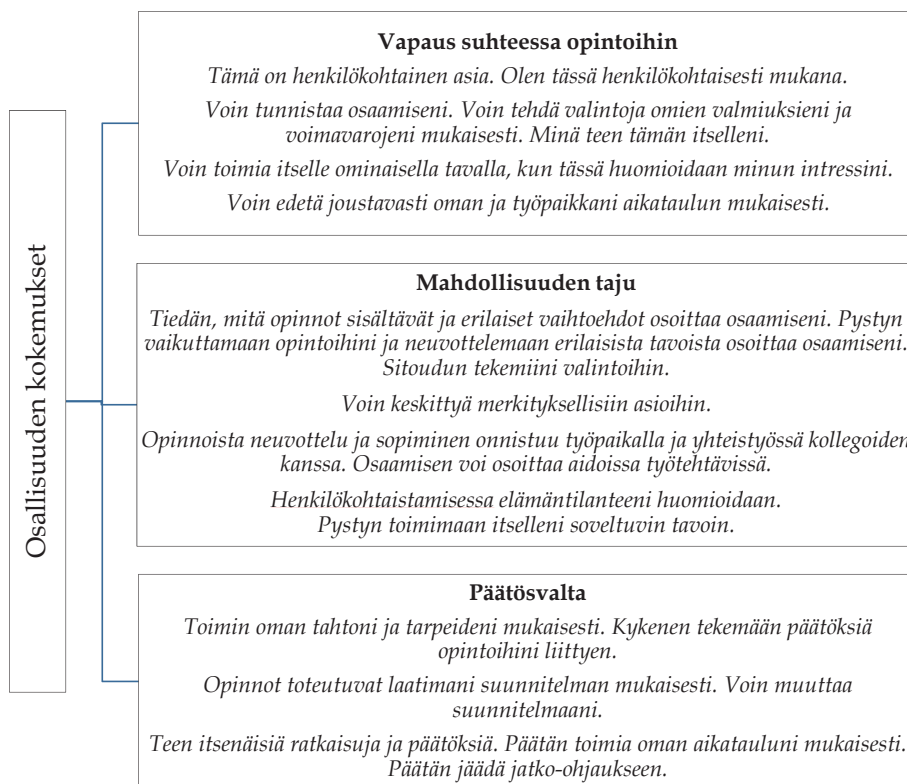 Osallisuuden kokemukset
Vapaus suhteessa opintoihin
Tämä on henkilökohtainen asia. Olen tässä henkilökohtaisesti mukana.
Voin tunnistaa osaamiseni. Voin tehdä valintoja omien valmiuksieni ja
voimavarojeni mukaisesti. Minä teen tämän itselleni.
Voin toimia itselle ominaisella tavalla, kun tässä huomioidaan minun intressini.
Voin edetä joustavasti oman ja työpaikkani aikataulun mukaisesti.
Mahdollisuuden taju
Tiedän, mitä opinnot sisältävät ja erilaiset vaihtoehdot osoittaa osaamiseni. Pystyn
vaikuttamaan opintoihini ja neuvottelemaan erilaisista tavoista osoittaa osaamiseni.
Sitoudun tekemiini valintoihin.
Voin keskittyä merkityksellisiin asioihin.
Opinnoista neuvottelu ja sopiminen onnistuu työpaikalla ja yhteistyössä kollegoiden
kanssa. Osaamisen voi osoittaa aidoissa työtehtävissä.
Henkilökohtaistamisessa elämäntilanteeni huomioidaan.
Pystyn toimimaan itselleni soveltuvin tavoin.
Päätösvalta
Toimin oman tahtoni ja tarpeideni mukaisesti. Kykenen tekemään päätöksiä
opintoihini liittyen.
Opinnot toteutuvat laatimani suunnitelman mukaisesti. Voin muuttaa
suunnitelmaani.
Teen itsenäisiä ratkaisuja ja päätöksiä. Päätän toimia oman aikatauluni mukaisesti.
Päätän jäädä jatko-ohjaukseen.